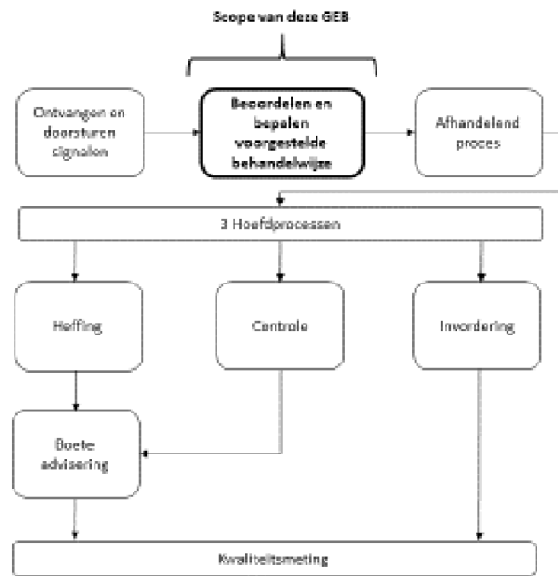 Scope van deze GEB
Ontvangen en
doorsturen
signalen
Beoordelen en
bepalen
voorgestelde
behandelwijze
Afhandelend
proces
3 Hoofdprocessen
Heffing
Centrole
Invordering
Boete
advisering
Kwaliteitsmeting